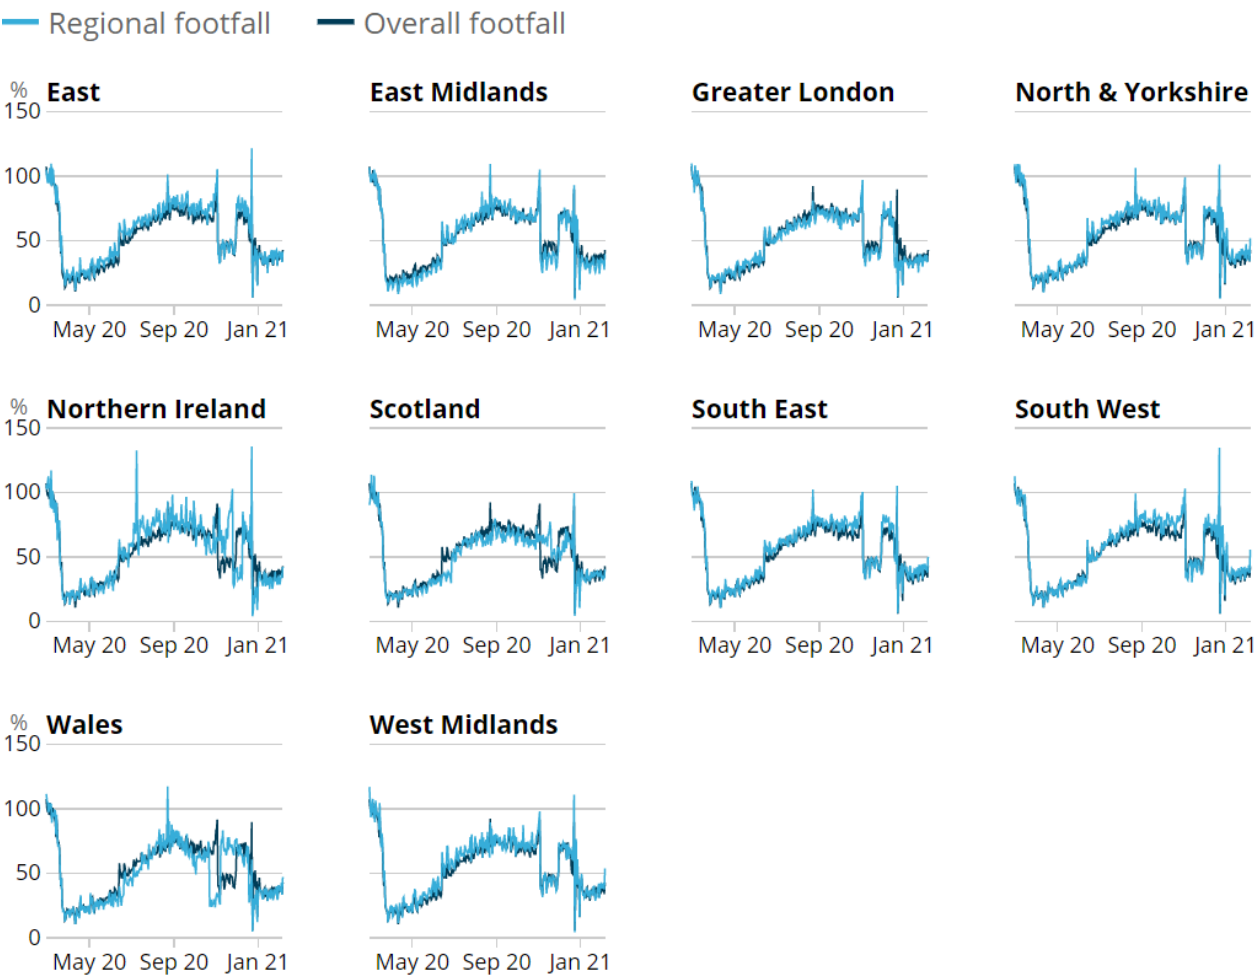 Regional footfall Overall footfall
% East East Midlands Greater London North & Yorkshire
150
100
50
0
May 20 Sep 20 Jan 21 May 20 Sep 20 Jan 21 May 20 Sep 20 Jan 21 May 20 Sep 20 Jan 21
% Northern Ireland Scotland South East South West
150
100
50
0
May 20 Sep 20 Jan 21 May 20 Sep 20 Jan 21 May 20 Sep 20 Jan 21 May 20 Sep 20 Jan 21
% Wales West Midlands
150
100
50
0
May 20 Sep 20 Jan 21 May 20 Sep 20 Jan 21